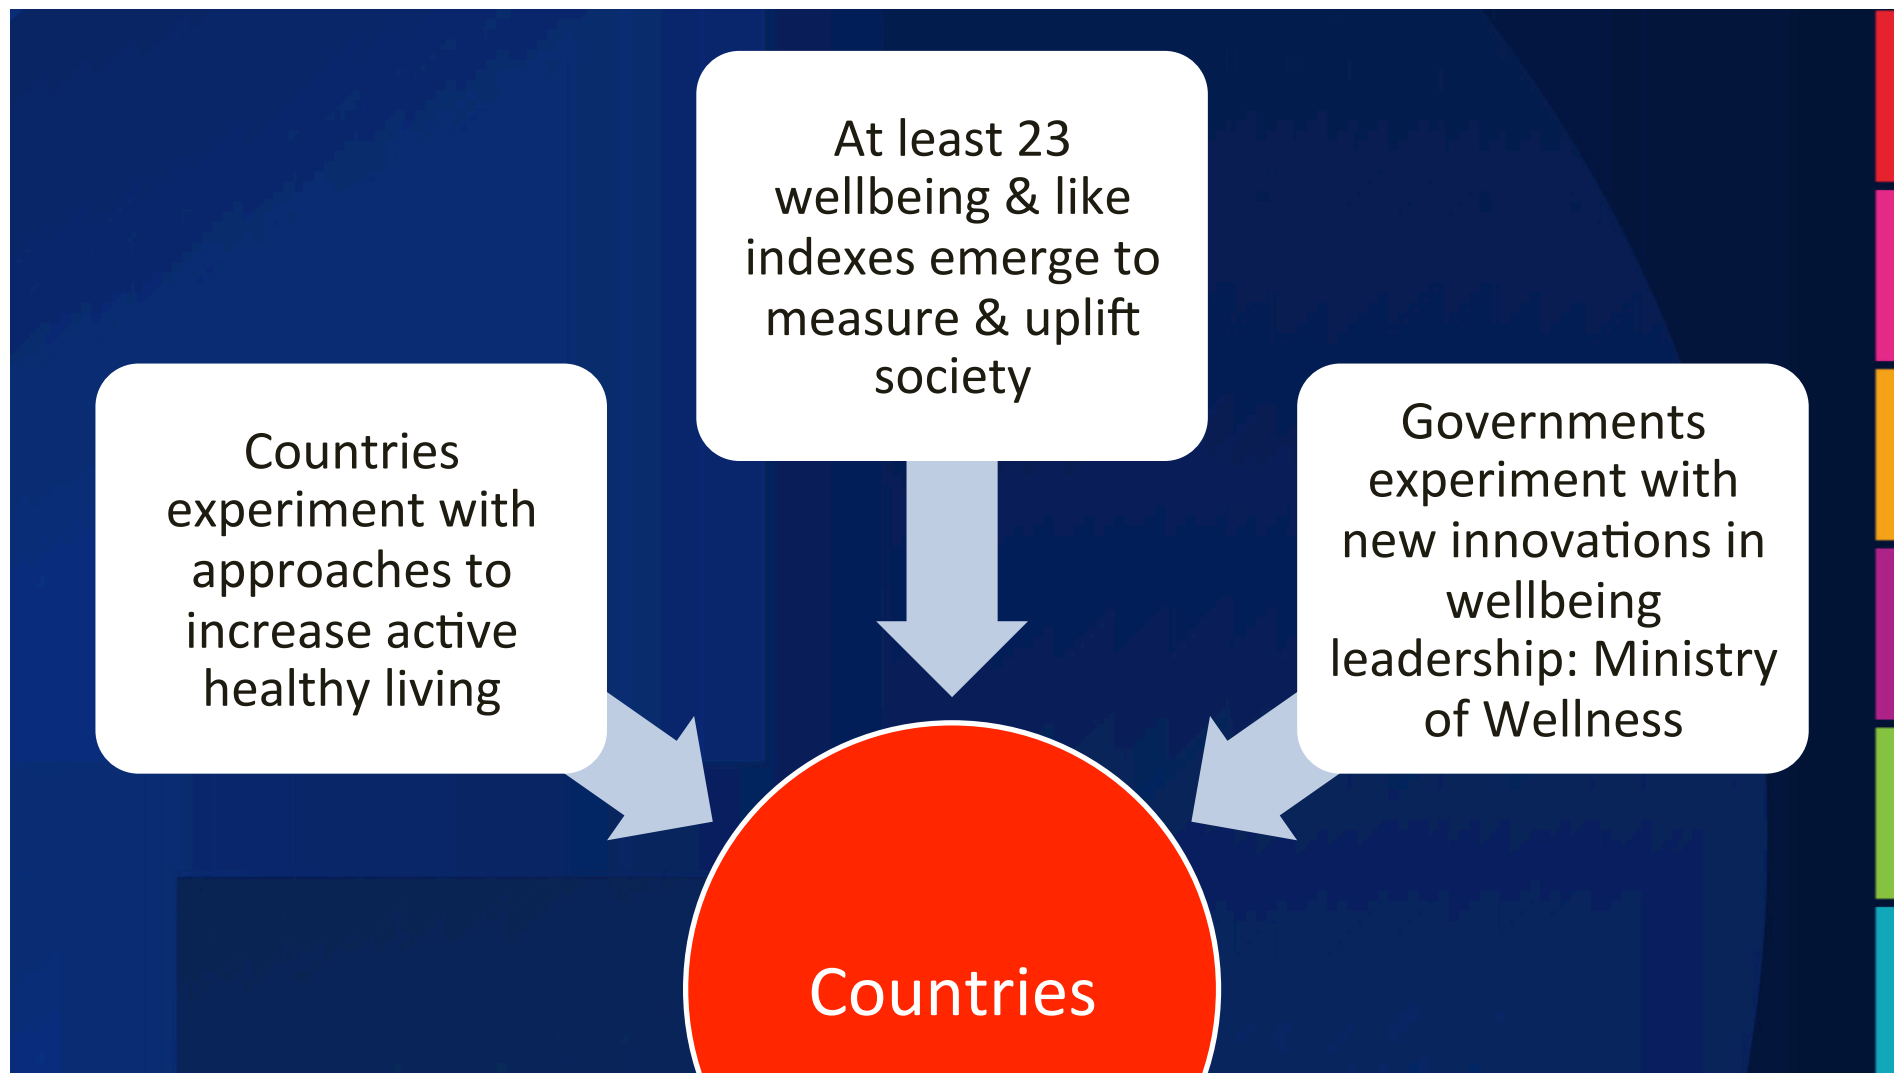 At least 23
wellbeing & like
indexes emerge to
measure & uplift
society
Countries
experiment with
approaches to
increase active
healthy living
Governments
experiment with
new innovations in
wellbeing
leadership: Ministry
of Wellness
Countries